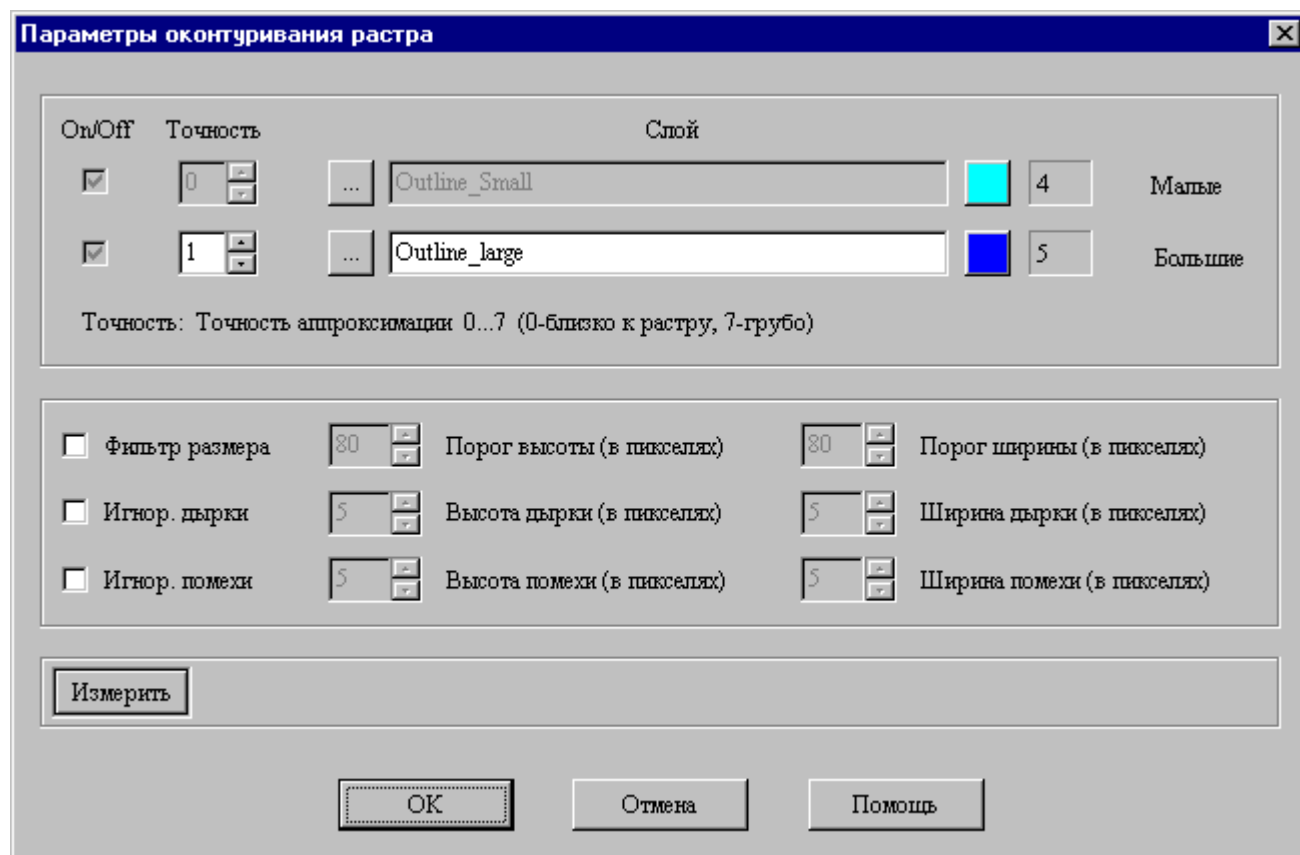 Параметры оконтуривания растра
On/Off Точность Слой
0 ... Outline_Small 4 Малые
1 ... Outline_large 5 Большие
Точность: Точность аппроксимации 0...7 (0-близко к растру, 7-грубо)
Фильтр размера 80 Порог высоты (в пикселях) 80 Порог ширины (в пикселях)
Игнор. дырки 5 Высота дырки (в пикселях) 5 Ширина дырки (в пикселях)
Игнор. помехи 5 Высота помехи (в пикселях) 5 Ширина помехи (в пикселях)
Измерить
OK Отмена Помощь